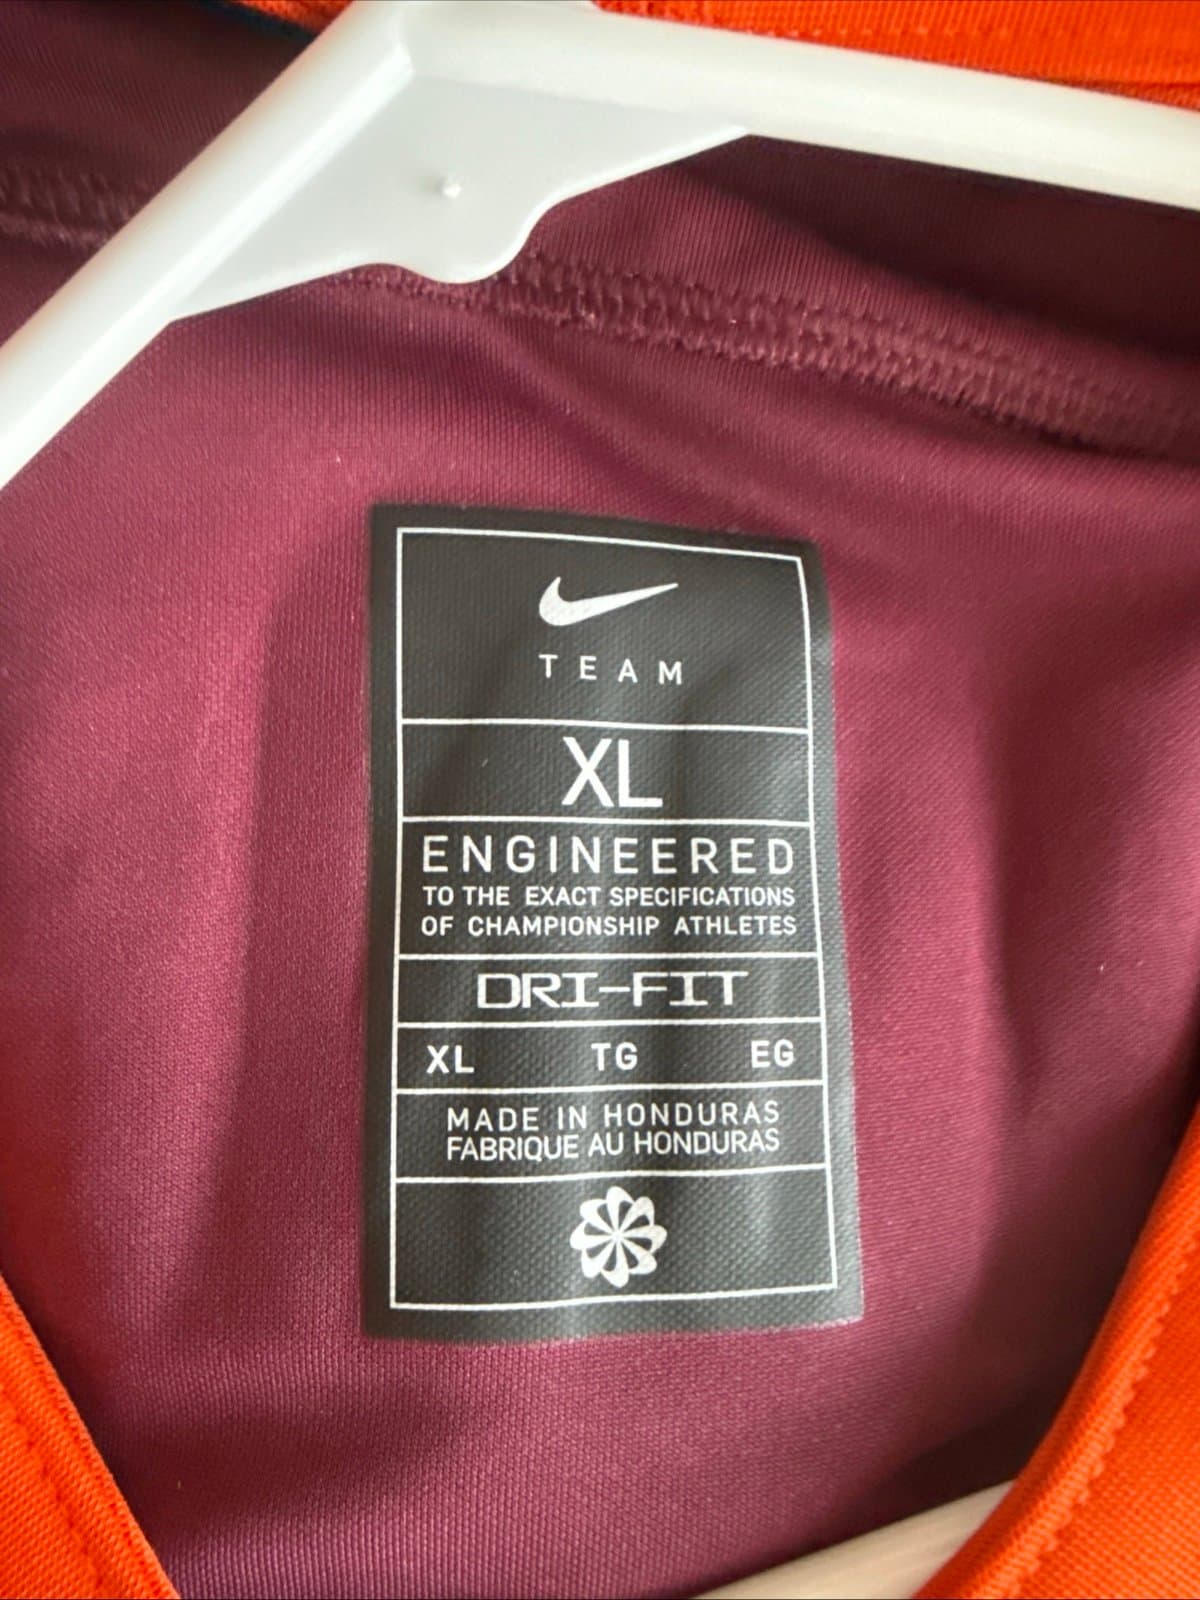 TEAM
XL
ENGINEERED
TO THE EXACT SPECIFICATIONS
OF CHAMPIONSHIP ATHLETES
DRI-FIT
XL TG EG
MADE IN HONDURAS
FABRIQUE AU HONDURAS